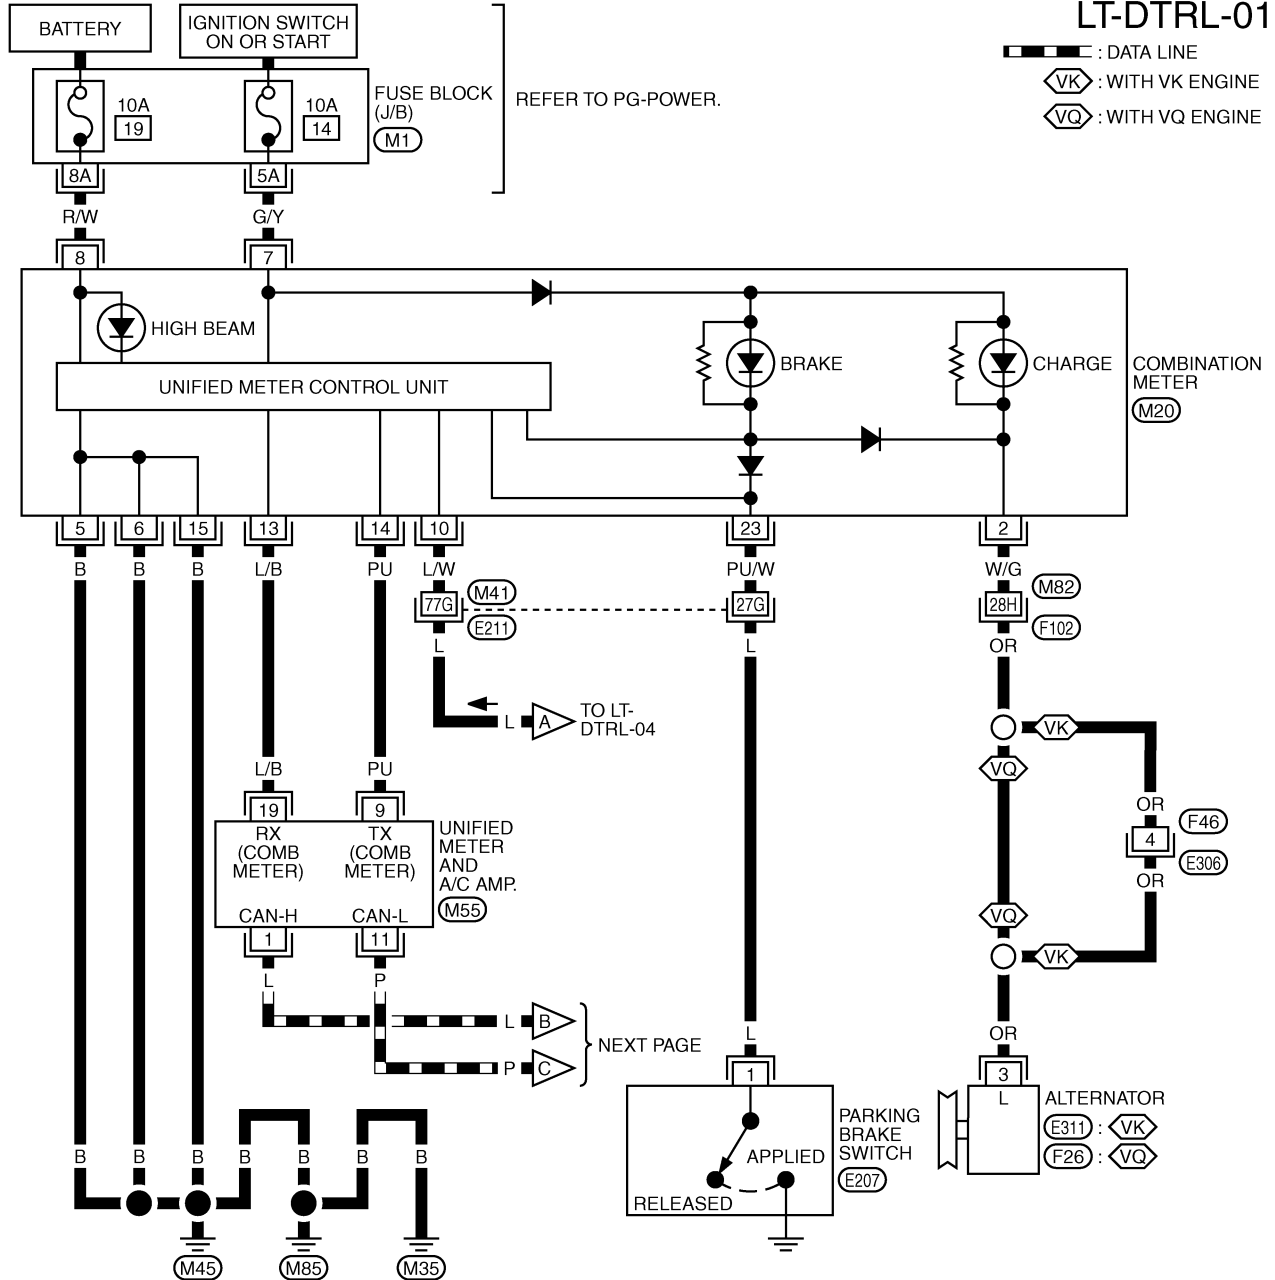 LT-DTRL-01
BATTERY
IGNITION SWITCH
ON OR START
: DATA LINE
VK : WITH VK ENGINE
VQ : WITH VQ ENGINE
10A
19
10A
14
FUSE BLOCK
(J/B)
M1
REFER TO PG-POWER.
8A
5A
R/W
G/Y
8
7
HIGH BEAM
UNIFIED METER CONTROL UNIT
BRAKE
CHARGE
COMBINATION
METER
M20
5
6
15
13
14
10
23
2
B
B
B
L/B
PU
L/W
PU/W
W/G
77G
M41
E211
27G
28H
M82
F102
L
L
OR
L
A
TO LT-
DTRL-04
VK
VQ
L/B
PU
19
9
RX
(COMB
METER)
TX
(COMB
METER)
UNIFIED
METER
AND
A/C AMP.
M55
CAN-H
CAN-L
1
11
OR
4
F46
E306
OR
VQ
VK
L
P
L
B
P
C
NEXT PAGE
L
OR
1
3
L
ALTERNATOR
E311 : VK
F26 : VQ
PARKING
BRAKE
SWITCH
E207
APPLIED
RELEASED
B
B
B
B
B
B
B
M45
M85
M35